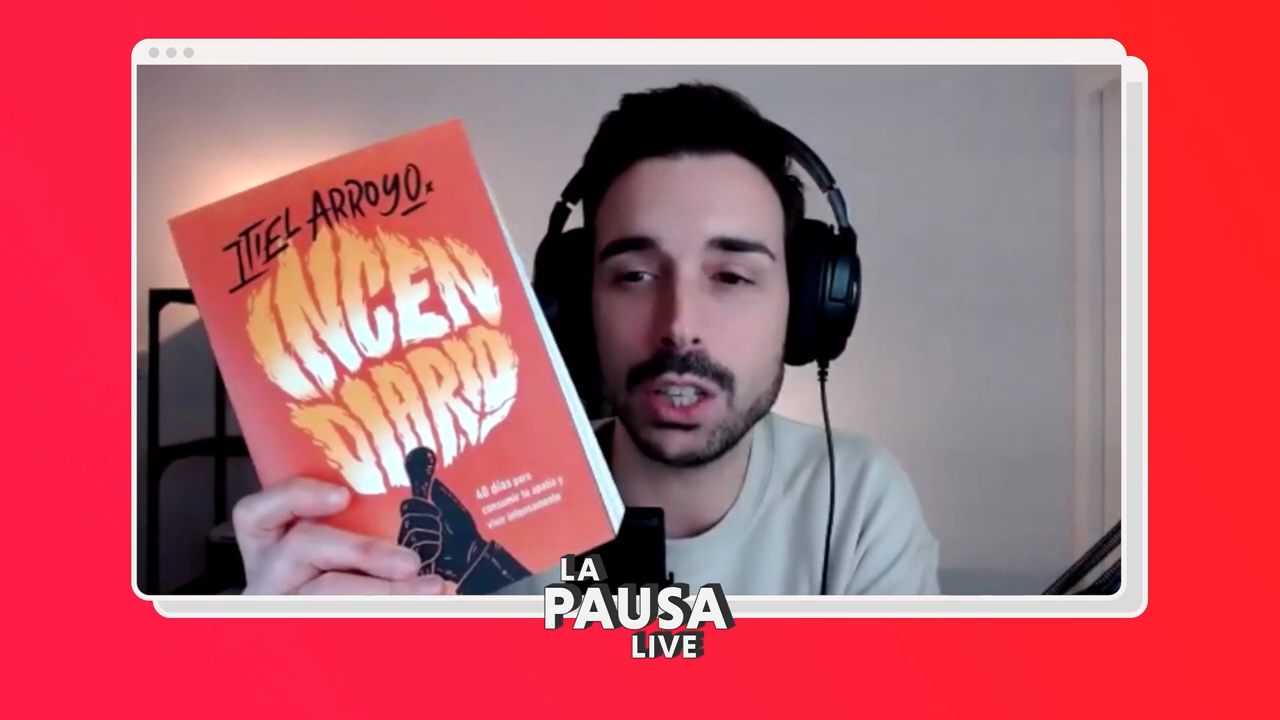 ITIEL ARROYO.
INCEN
DIARIO
40 días para
consumir tu apatía y
vivir intensamente
LA
PAUSA
LIVE